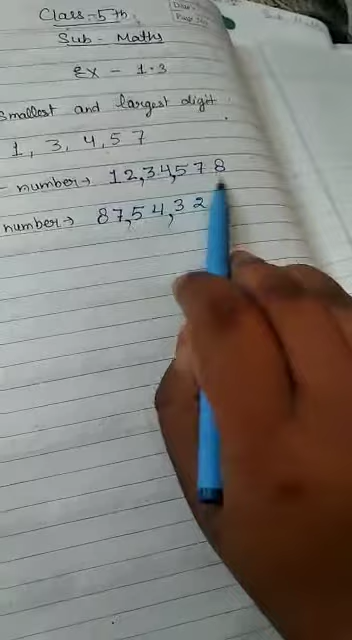 Class:- 5th
Sub - Maths
Ex - 1.3
Smallest and largest digit
1, 3, 4, 5 7
- number → 12,34,578
number → 87,54,32